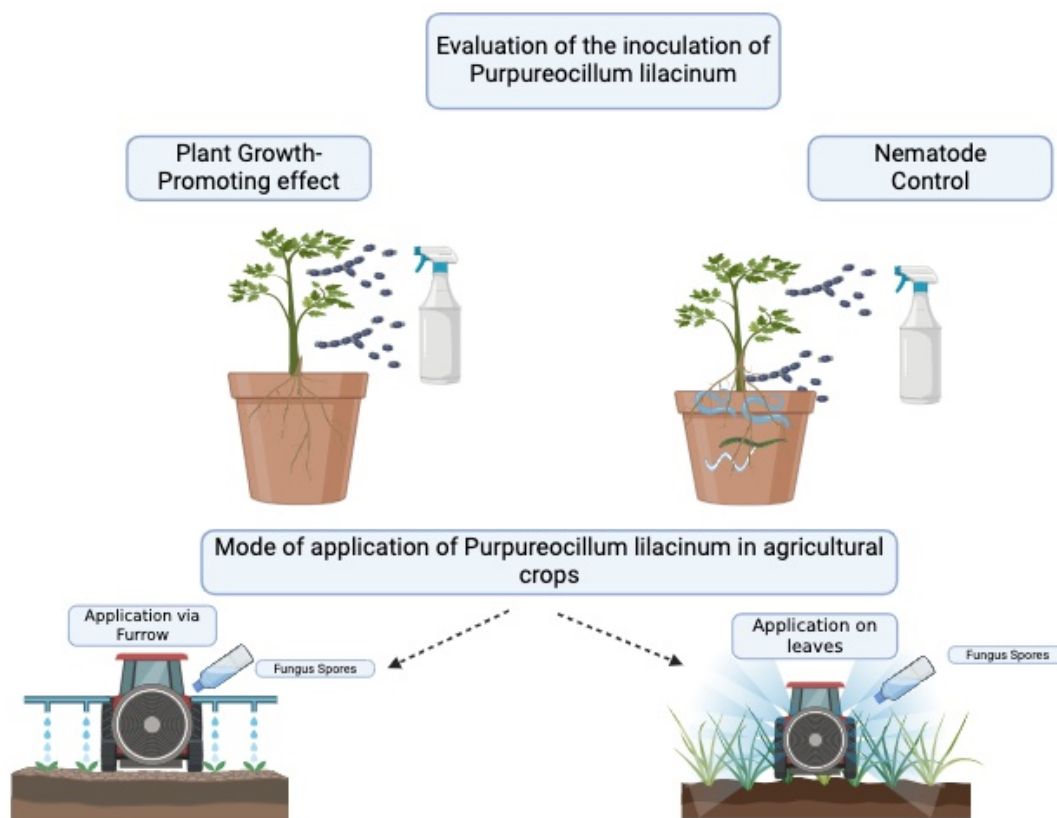 Evaluation of the inoculation of
Purpureocillum lilacinum
Plant Growth-
Promoting effect
Nematode
Control
Mode of application of Purpureocillum lilacinum in agricultural
crops
Application via
Furrow
Fungus Spores
Application on
leaves
Fungus Spores